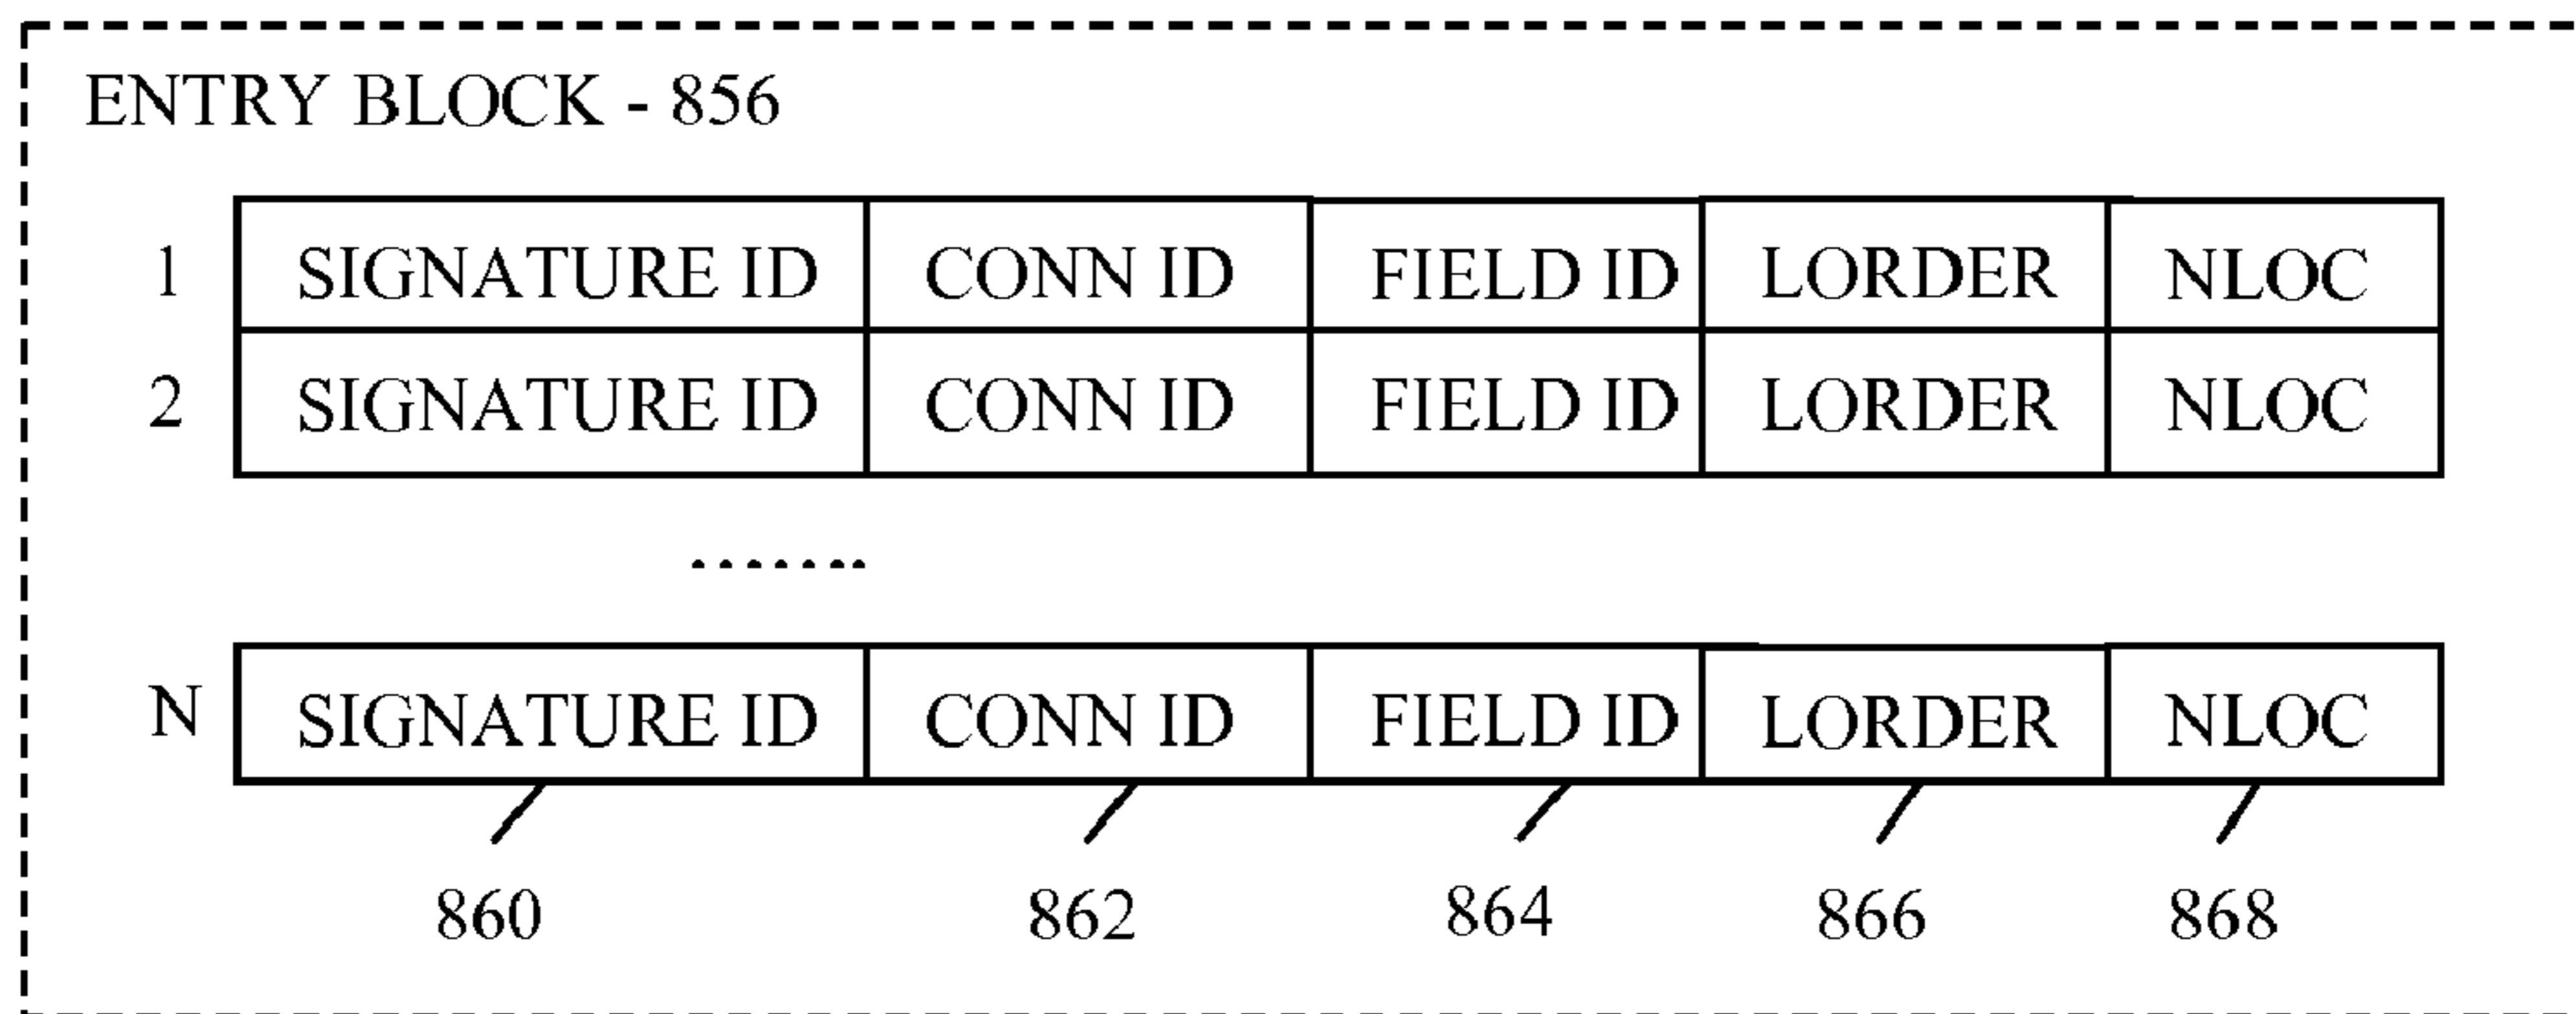 ENTRY BLOCK - 856
1 SIGNATURE ID CONN ID FIELD ID LORDER NLOC
2 SIGNATURE ID CONN ID FIELD ID LORDER NLOC
.......
N SIGNATURE ID CONN ID FIELD ID LORDER NLOC
860 862 864 866 868